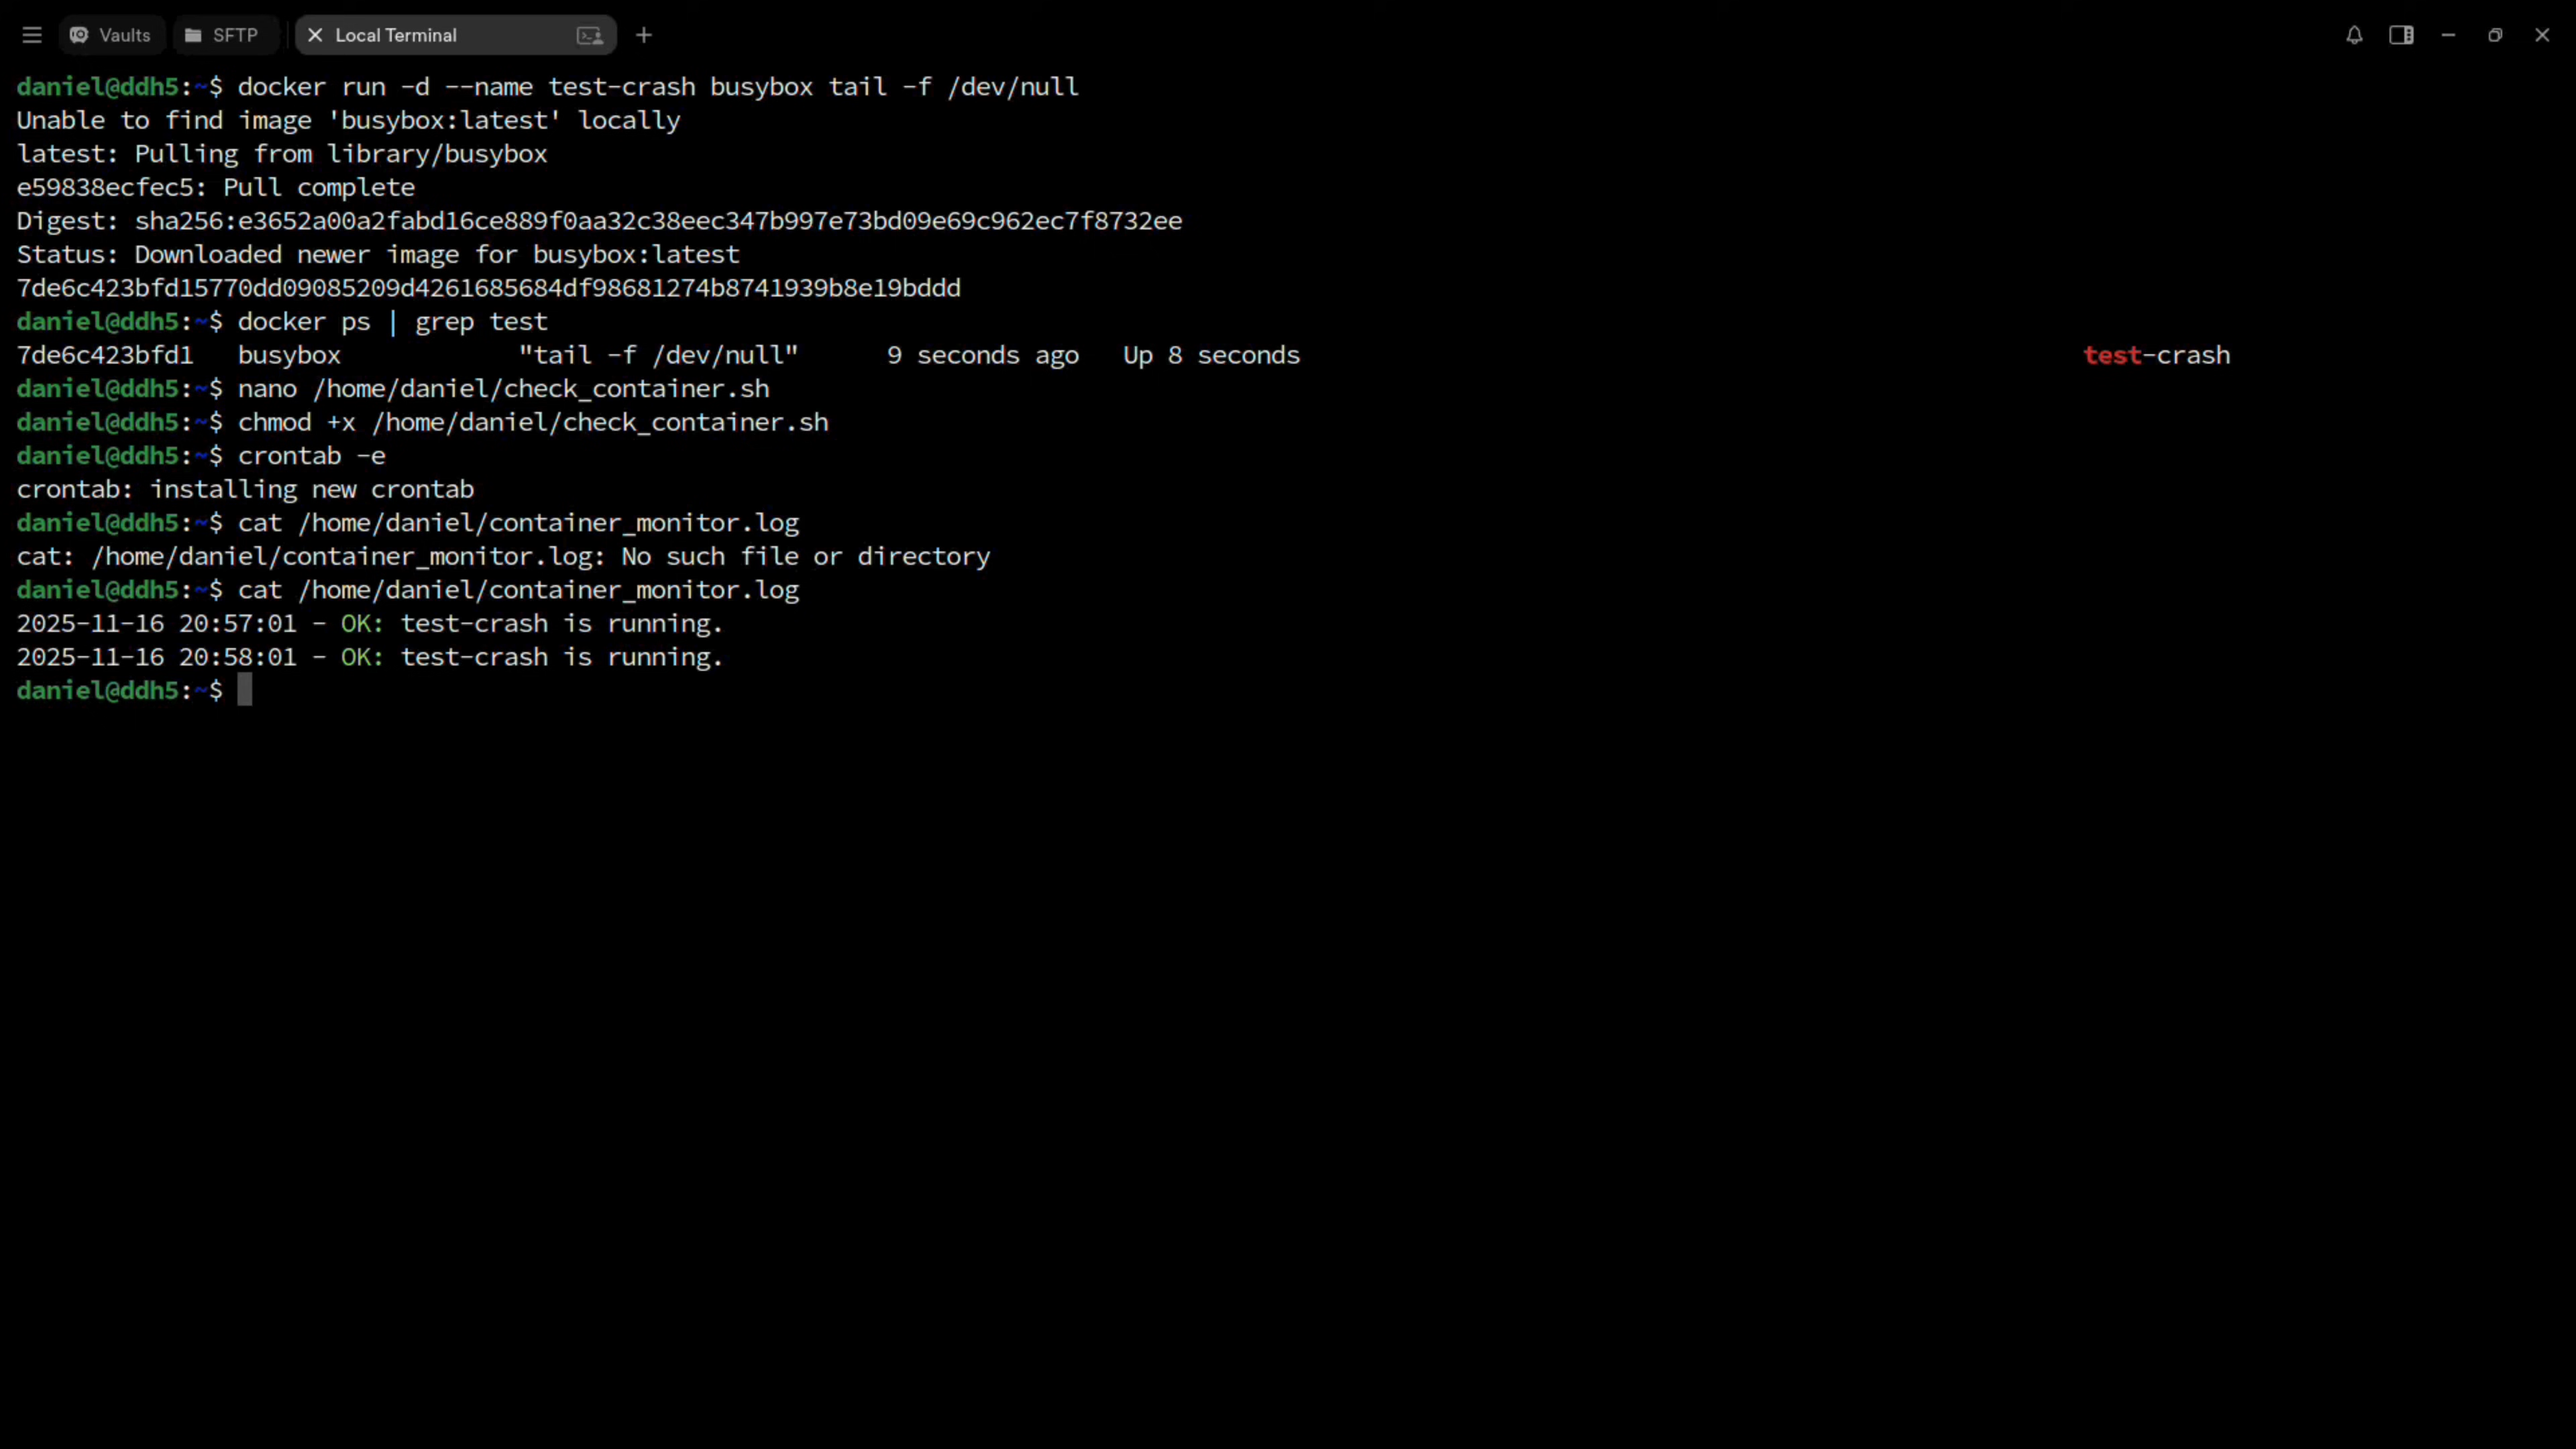 Vaults SFTP Local Terminal
daniel@ddh5:~$ docker run -d --name test-crash busybox tail -f /dev/null
Unable to find image 'busybox:latest' locally
latest: Pulling from library/busybox
e59838ecfec5: Pull complete
Digest: sha256:e3652a00a2fabd16ce889f0aa32c38eec347b997e73bd09e69c962ec7f8732ee
Status: Downloaded newer image for busybox:latest
7de6c423bfd15770dd09085209d4261685684df98681274b8741939b8e19bddd
daniel@ddh5:~$ docker ps | grep test
7de6c423bfd1   busybox            "tail -f /dev/null"      9 seconds ago   Up 8 seconds                                                     test-crash
daniel@ddh5:~$ nano /home/daniel/check_container.sh
daniel@ddh5:~$ chmod +x /home/daniel/check_container.sh
daniel@ddh5:~$ crontab -e
crontab: installing new crontab
daniel@ddh5:~$ cat /home/daniel/container_monitor.log
cat: /home/daniel/container_monitor.log: No such file or directory
daniel@ddh5:~$ cat /home/daniel/container_monitor.log
2025-11-16 20:57:01 - OK: test-crash is running.
2025-11-16 20:58:01 - OK: test-crash is running.
daniel@ddh5:~$